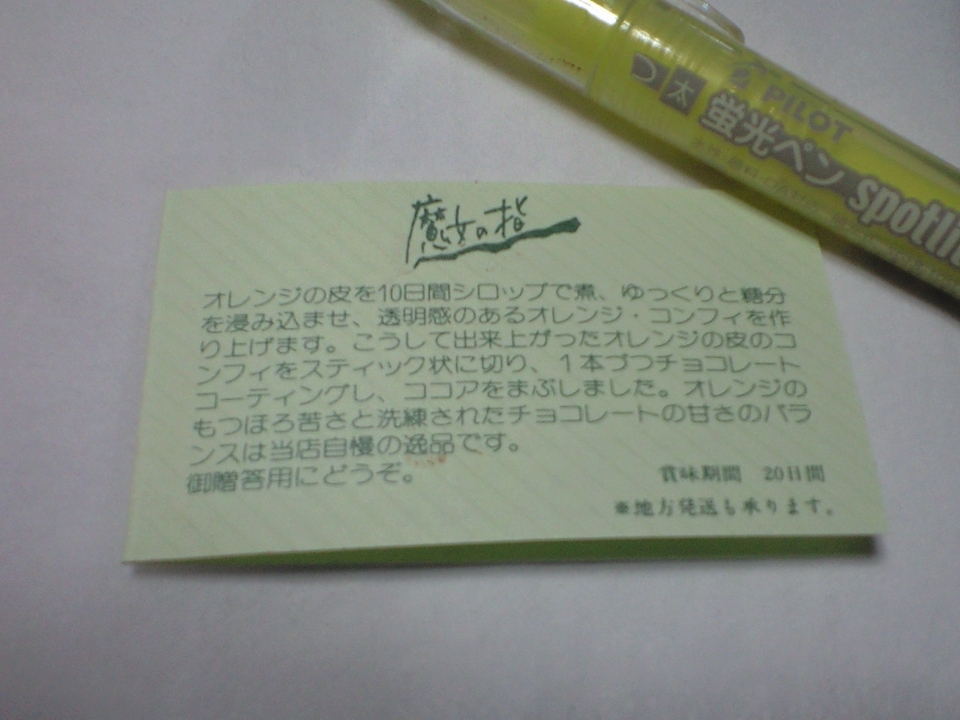 つ 太 PILOT
蛍光ペン spotli
魔女の指
オレンジの皮を10日間シロップで煮、ゆっくりと糖分
を浸み込ませ、透明感のあるオレンジ・コンフィを作
り上げます。こうして出来上がったオレンジの皮のコ
ンフィをスティック状に切り、1本づつチョコレート
コーティングし、ココアをまぶしました。オレンジの
もつほろ苦さと洗練されたチョコレートの甘さのバラ
ンスは当店自慢の逸品です。
御贈答用にどうぞ。
賞味期間 20日間
※地方発送も承ります。